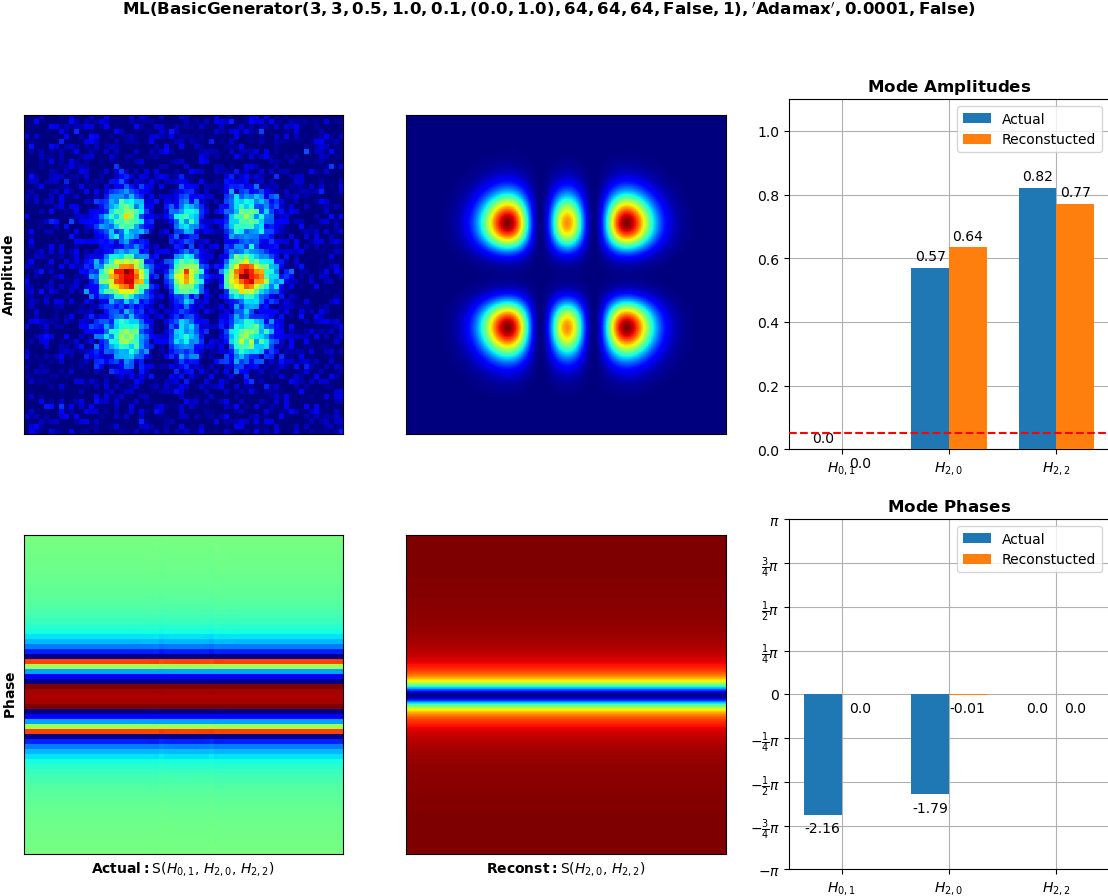 ML(BasicGenerator(3, 3, 0.5, 1.0, 0.1, (0.0, 1.0), 64, 64, 64, False, 1), ′Adamax′, 0.0001, False)
Mode Amplitudes
Amplitude
Actual
Reconstucted
1.0
0.8
0.6
0.4
0.2
0.0
0.0
0.0
0.57
0.64
0.82
0.77
H0,1
H2,0
H2,2
Mode Phases
Phase
Actual
Reconstucted
π
3/4π
1/2π
1/4π
0
−1/4π
−1/2π
−3/4π
−π
-2.16
0.0
-1.79
-0.01
0.0
0.0
H0,1
H2,0
H2,2
Actual: S(H0,1, H2,0, H2,2)
Reconst: S(H2,0, H2,2)